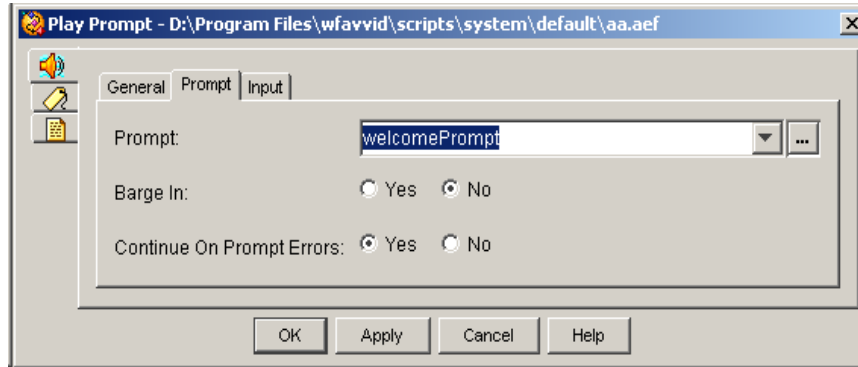 Play Prompt - D:\Program Files\wfavvid\scripts\system\default\aa.aef
General Prompt Input
Prompt: welcomePrompt ...
Barge In: Yes No
Continue On Prompt Errors: Yes No
OK Apply Cancel Help